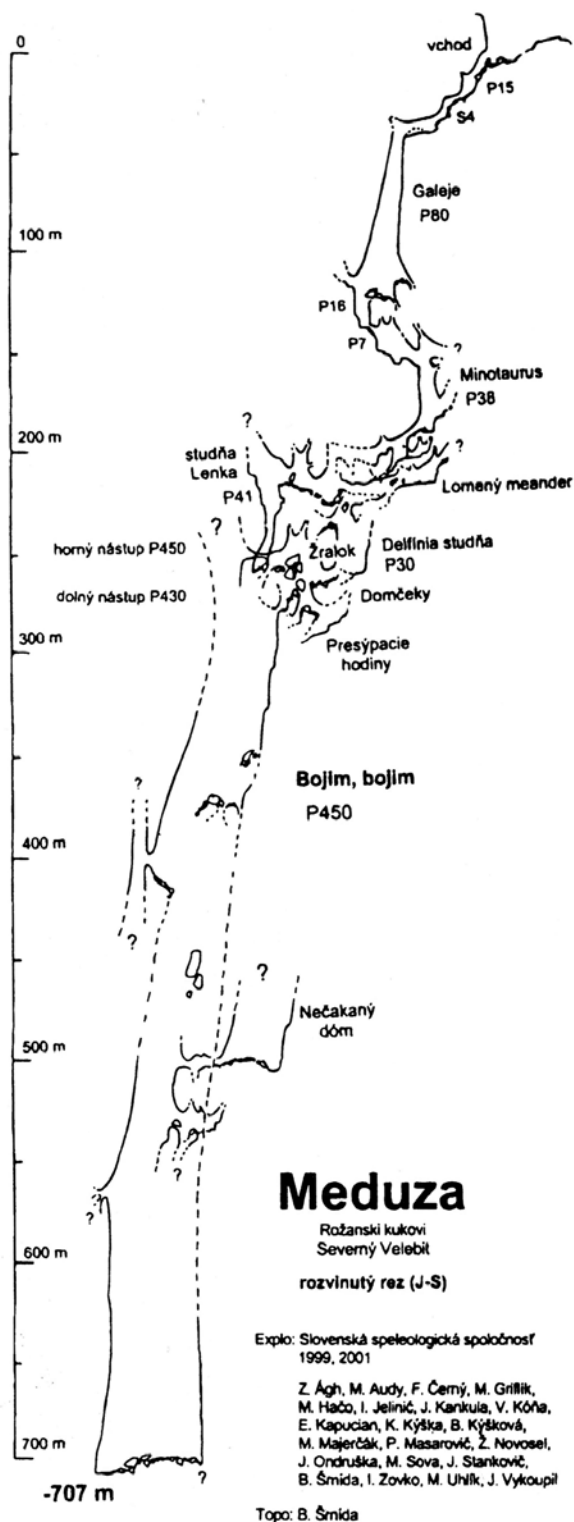 0
vchod
P15
S4
Galeje
P80
100 m
P16
P7
?
Minotaurus
P38
?
200 m
studňa
Lenka
P41
?
Lomený meander
?
horný nástup P450
Žralok
Delfínia studňa
P30
dolný nástup P430
Domčeky
300 m
Presýpacie
hodiny
Bojim, bojim
P450
?
400 m
?
?
Nečakaný
dóm
500 m
?
Meduza
Rožanski kukovi
Severný Velebit
rozvinutý rez (J-S)
?
600 m
Explo: Slovenská speleologická spoločnosť
1999, 2001
Z. Ágh, M. Audy, F. Černý, M. Griflik,
M. Hačo, I. Jelinić, J. Kankula, V. Kóňa,
E. Kapucian, K. Kýška, B. Kýšková,
M. Majerčák, P. Masarovič, Ž. Novosel,
J. Ondruška, M. Sova, J. Stankovič,
B. Šmída, I. Zovko, M. Uhlík, J. Vykoupil
700 m
?
-707 m
Topo: B. Šmída